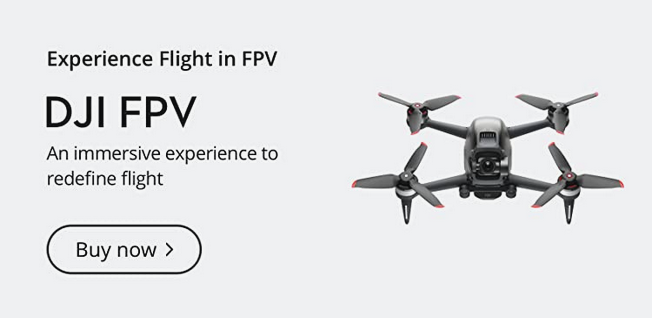 Experience Flight in FPV
DJI FPV
An immersive experience to
redefine flight
Buy now